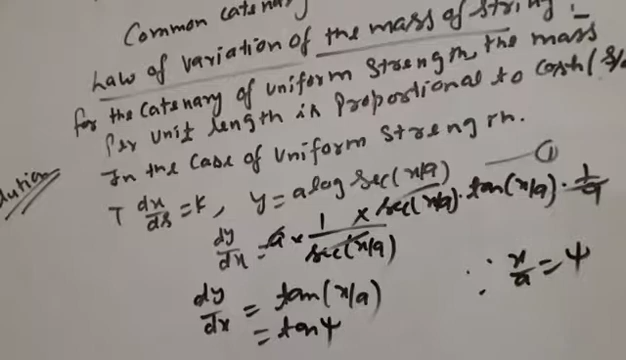 Common catenary
Law of variation of the mass of string :-
for the catenary of uniform strength the mass
per unit length is proportional to cosh(s/
In the case of uniform strength.
lution
T dx/ds = k, y = a log sec(x/a) — ①
dy/dx = a × 1/sec(x/a) × sec(x/a) . tan(x/a) . 1/a
dy/dx = tan(x/a) ∵ x/a = ψ
= tanψ